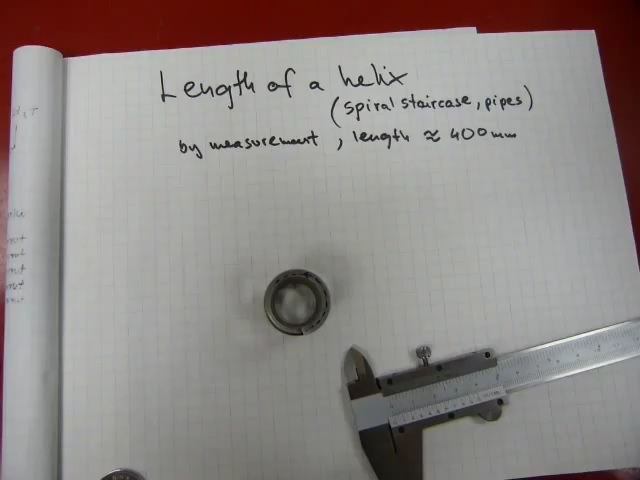 Length of a helix
(spiral staircase, pipes)
by measurement, length ≈ 400mm